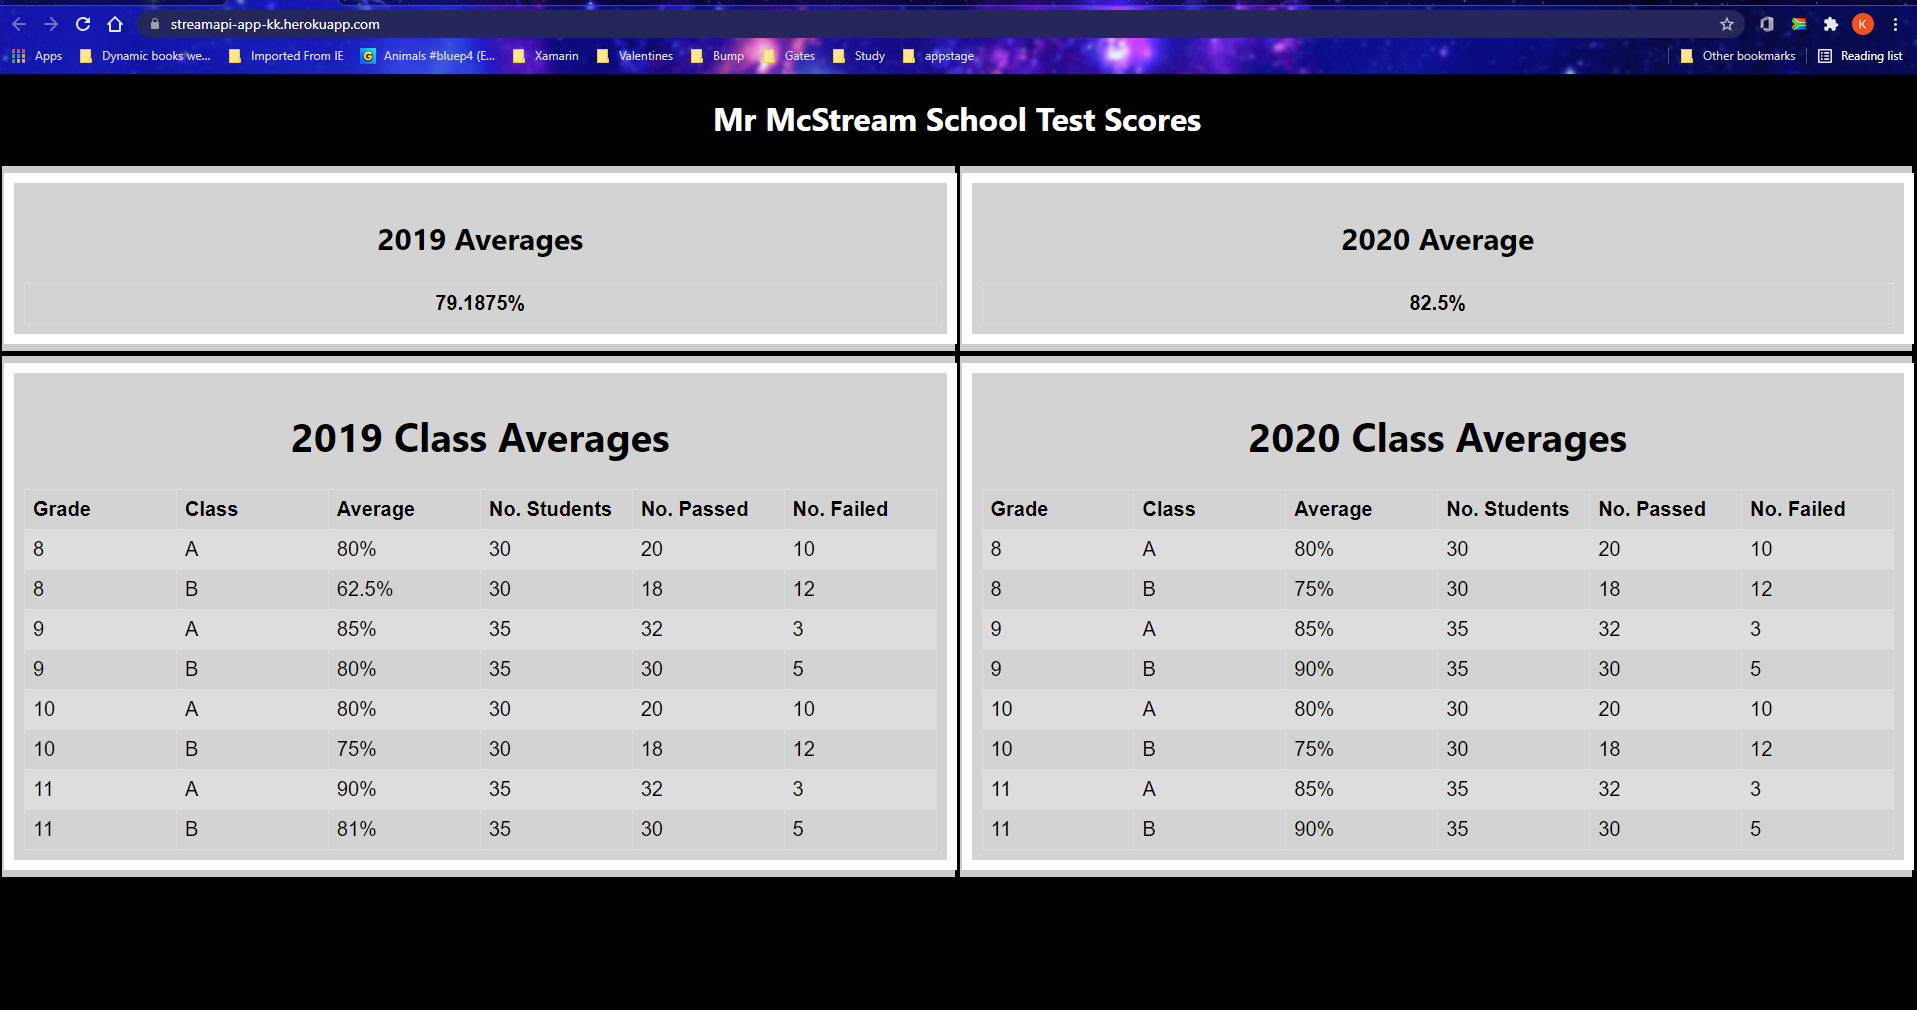 streamapi-app-kk.herokuapp.com
K
Apps Dynamic books we... Imported From IE G Animals #bluep4 (E... Xamarin Valentines Bump Gates Study appstage Other bookmarks Reading list
Mr McStream School Test Scores
2019 Averages
79.1875%
2020 Average
82.5%
2019 Class Averages
Grade Class Average No. Students No. Passed No. Failed
8 A 80% 30 20 10
8 B 62.5% 30 18 12
9 A 85% 35 32 3
9 B 80% 35 30 5
10 A 80% 30 20 10
10 B 75% 30 18 12
11 A 90% 35 32 3
11 B 81% 35 30 5
2020 Class Averages
Grade Class Average No. Students No. Passed No. Failed
8 A 80% 30 20 10
8 B 75% 30 18 12
9 A 85% 35 32 3
9 B 90% 35 30 5
10 A 80% 30 20 10
10 B 75% 30 18 12
11 A 85% 35 32 3
11 B 90% 35 30 5